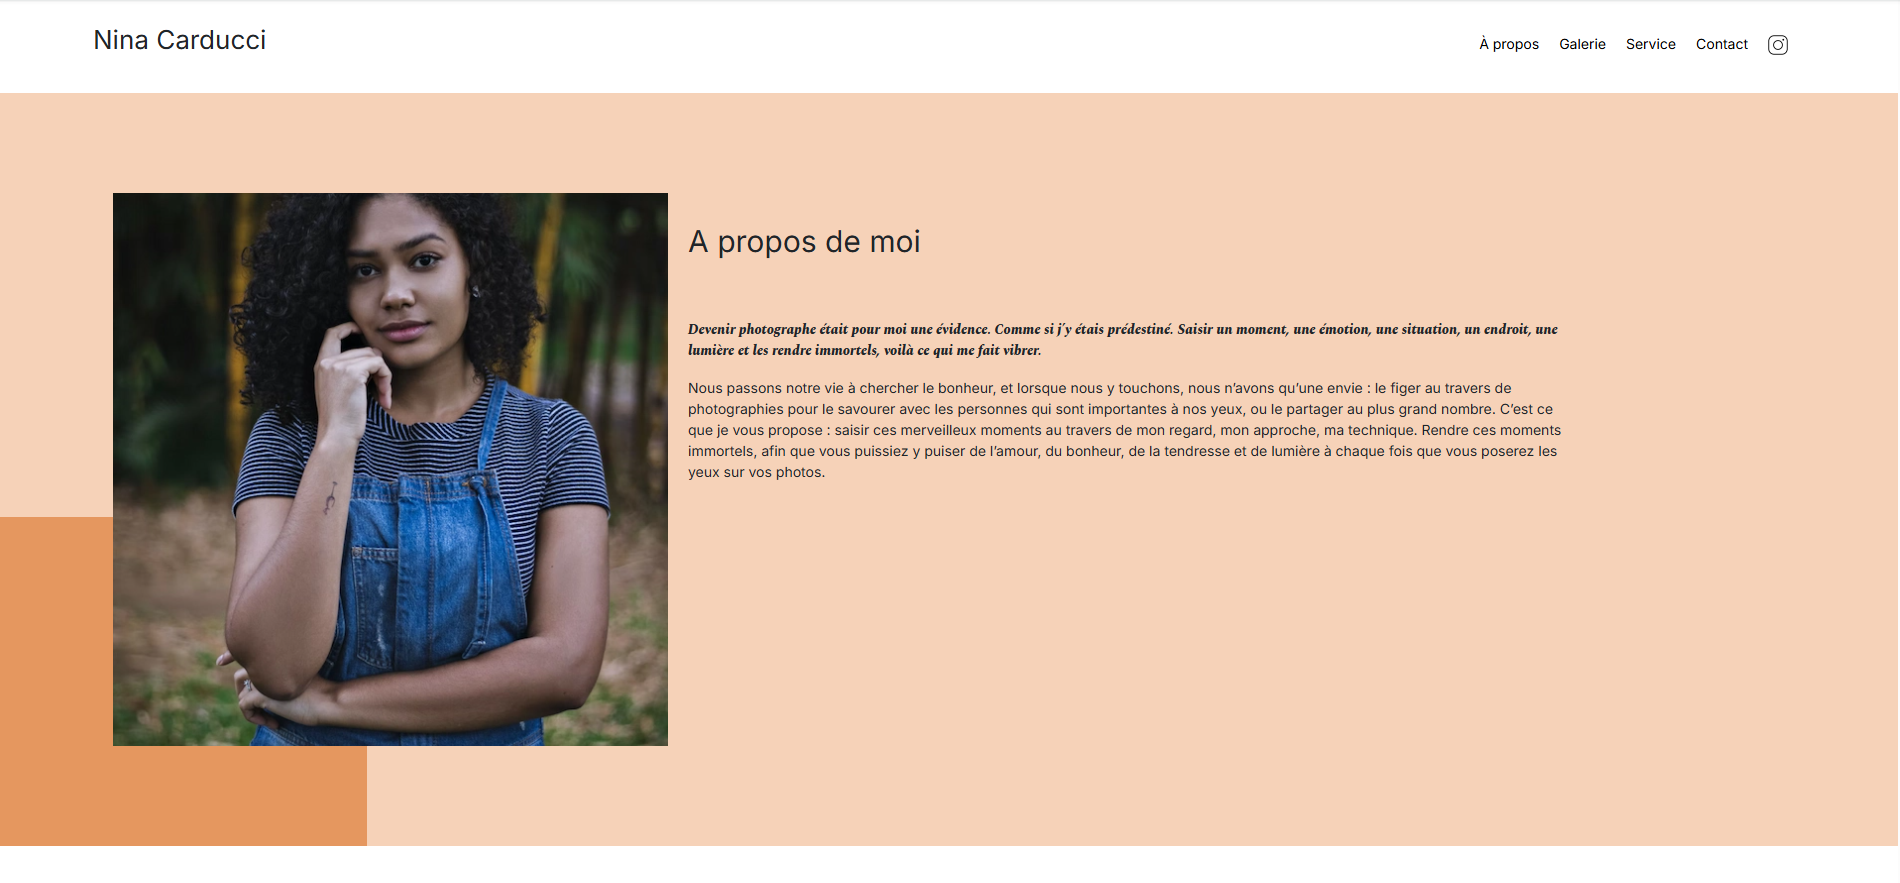 Nina Carducci
À propos Galerie Service Contact
A propos de moi
Devenir photographe était pour moi une évidence. Comme si j'y étais prédestiné. Saisir un moment, une émotion, une situation, un endroit, une
lumière et les rendre immortels, voilà ce qui me fait vibrer.
Nous passons notre vie à chercher le bonheur, et lorsque nous y touchons, nous n’avons qu’une envie : le figer au travers de
photographies pour le savourer avec les personnes qui sont importantes à nos yeux, ou le partager au plus grand nombre. C’est ce
que je vous propose : saisir ces merveilleux moments au travers de mon regard, mon approche, ma technique. Rendre ces moments
immortels, afin que vous puissiez y puiser de l’amour, du bonheur, de la tendresse et de lumière à chaque fois que vous poserez les
yeux sur vos photos.